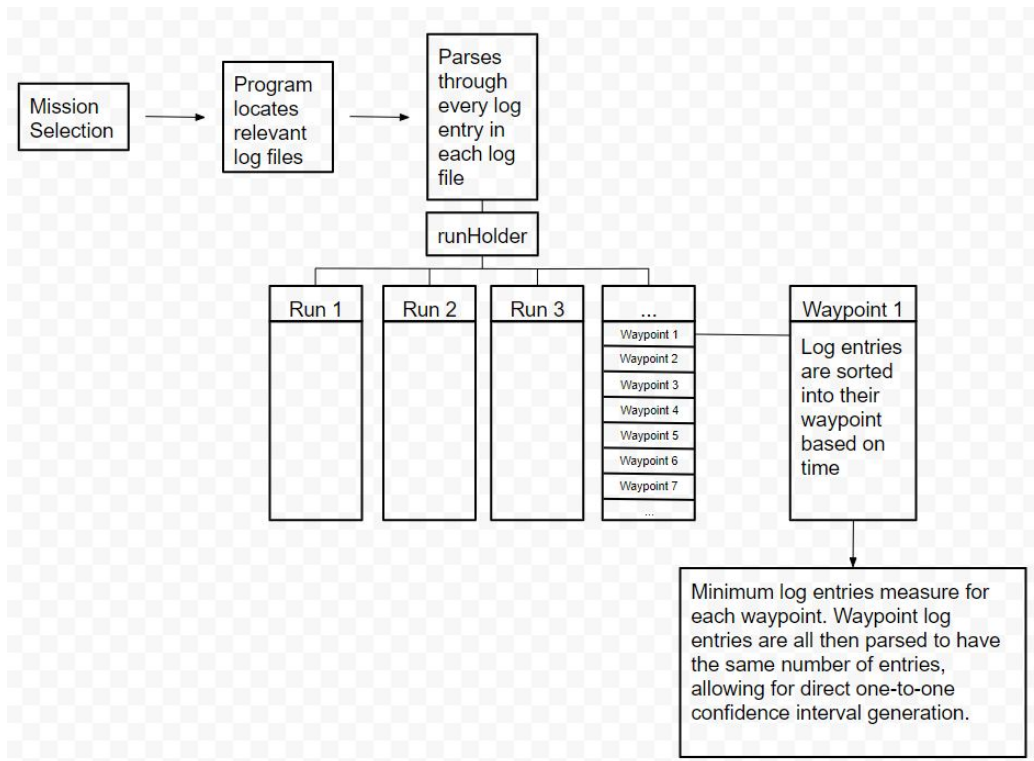 Mission
Selection
Program
locates
relevant
log files
Parses
through
every log
entry in
each log
file
runHolder
Run 1
Run 2
Run 3
...
Waypoint 1
Waypoint 2
Waypoint 3
Waypoint 4
Waypoint 5
Waypoint 6
Waypoint 7
...
Waypoint 1
Log entries
are sorted
into their
waypoint
based on
time
Minimum log entries measure for
each waypoint. Waypoint log
entries are all then parsed to have
the same number of entries,
allowing for direct one-to-one
confidence interval generation.